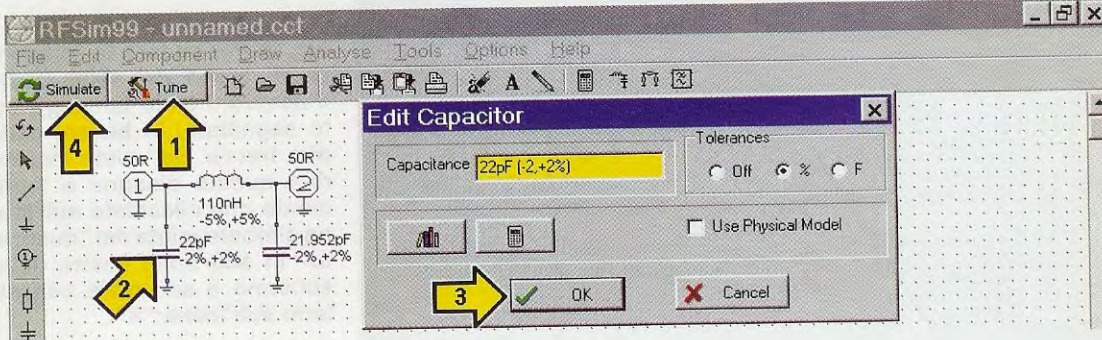 RFSim99 - unnamed.cct
File Edit Component Draw Analyse Tools Options Help
Simulate Tune A
4
1
50R
50R
1
2
110nH
-5%,+5%
22pF
-2%,+2%
21.952pF
-2%,+2%
2
Edit Capacitor
Capacitance 22pF (-2,+2%)
Tolerances
Off % F
Use Physical Model
3
OK
Cancel
1